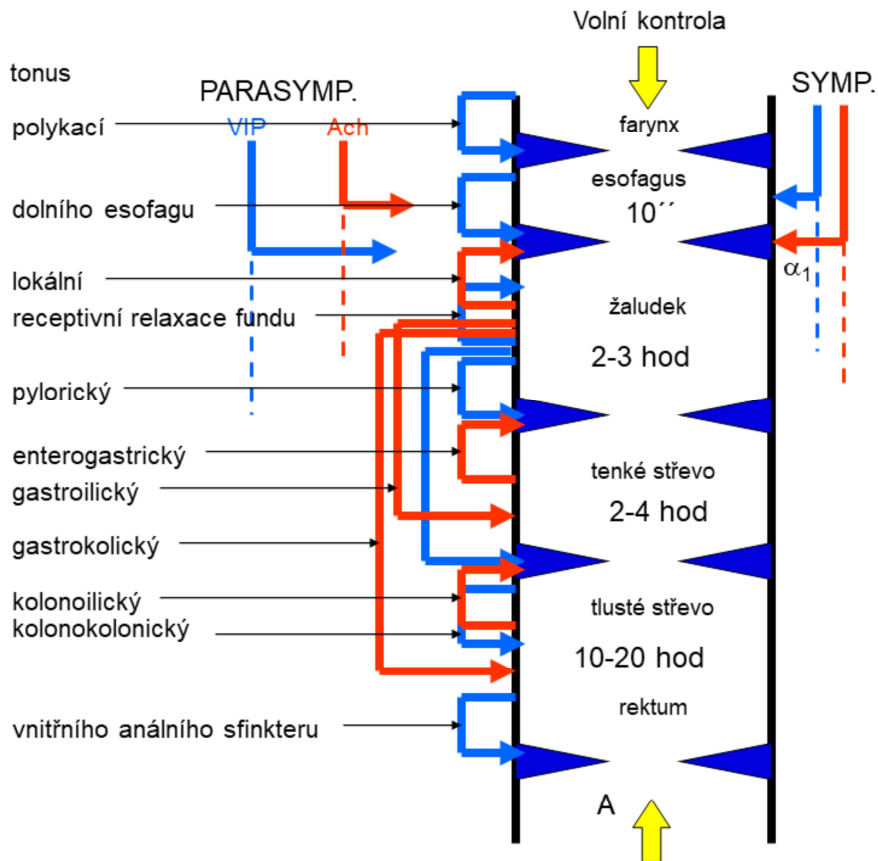 Volní kontrola
tonus
PARASYMP.
SYMP.
polykací
VIP
Ach
farynx
esofagus
10´´
dolního esofagu
α1
lokální
receptivní relaxace fundu
žaludek
2-3 hod
pylorický
enterogastrický
tenké střevo
gastroilický
2-4 hod
gastrokolický
kolonoilický
tlusté střevo
kolonokolonický
10-20 hod
rektum
vnitřního análního sfinkteru
A